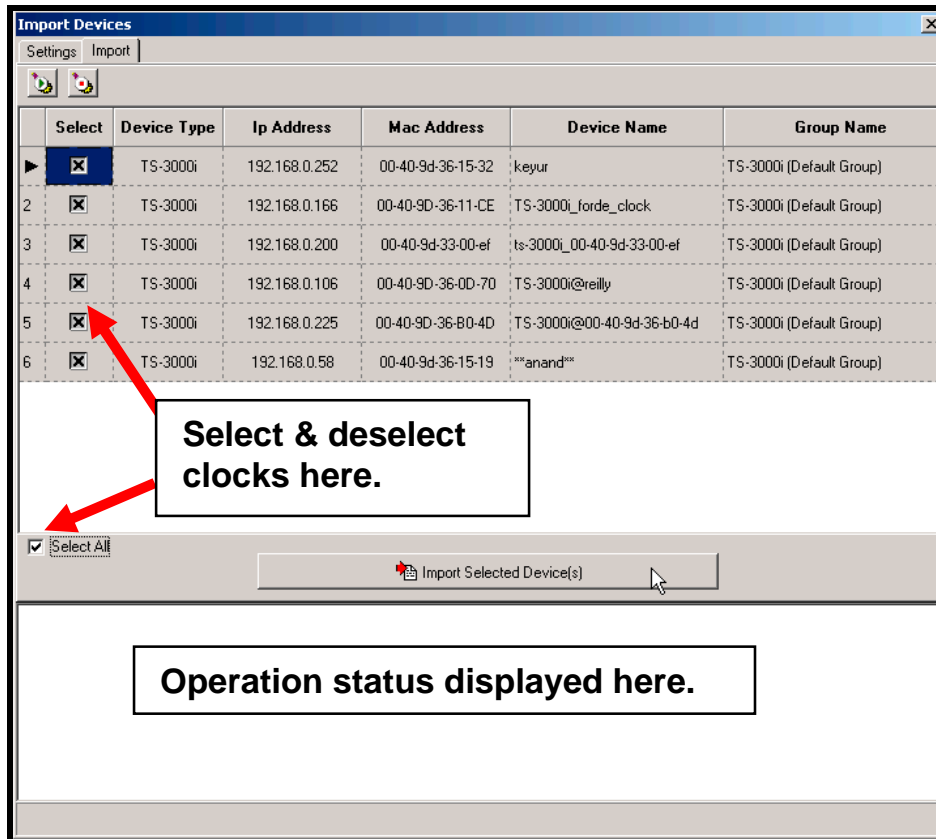 Import Devices
Settings Import
Select Device Type Ip Address Mac Address Device Name Group Name
TS-3000i 192.168.0.252 00-40-9d-36-15-32 keyur TS-3000i (Default Group)
2 TS-3000i 192.168.0.166 00-40-9D-36-11-CE TS-3000i_forde_clock TS-3000i (Default Group)
3 TS-3000i 192.168.0.200 00-40-9d-33-00-ef ts-3000i_00-40-9d-33-00-ef TS-3000i (Default Group)
4 TS-3000i 192.168.0.106 00-40-9D-36-0D-70 TS-3000i@reilly TS-3000i (Default Group)
5 TS-3000i 192.168.0.225 00-40-9D-36-B0-4D TS-3000i@00-40-9d-36-b0-4d TS-3000i (Default Group)
6 TS-3000i 192.168.0.58 00-40-9d-36-15-19 **anand** TS-3000i (Default Group)
Select & deselect
clocks here.
Select All
Import Selected Device(s)
Operation status displayed here.